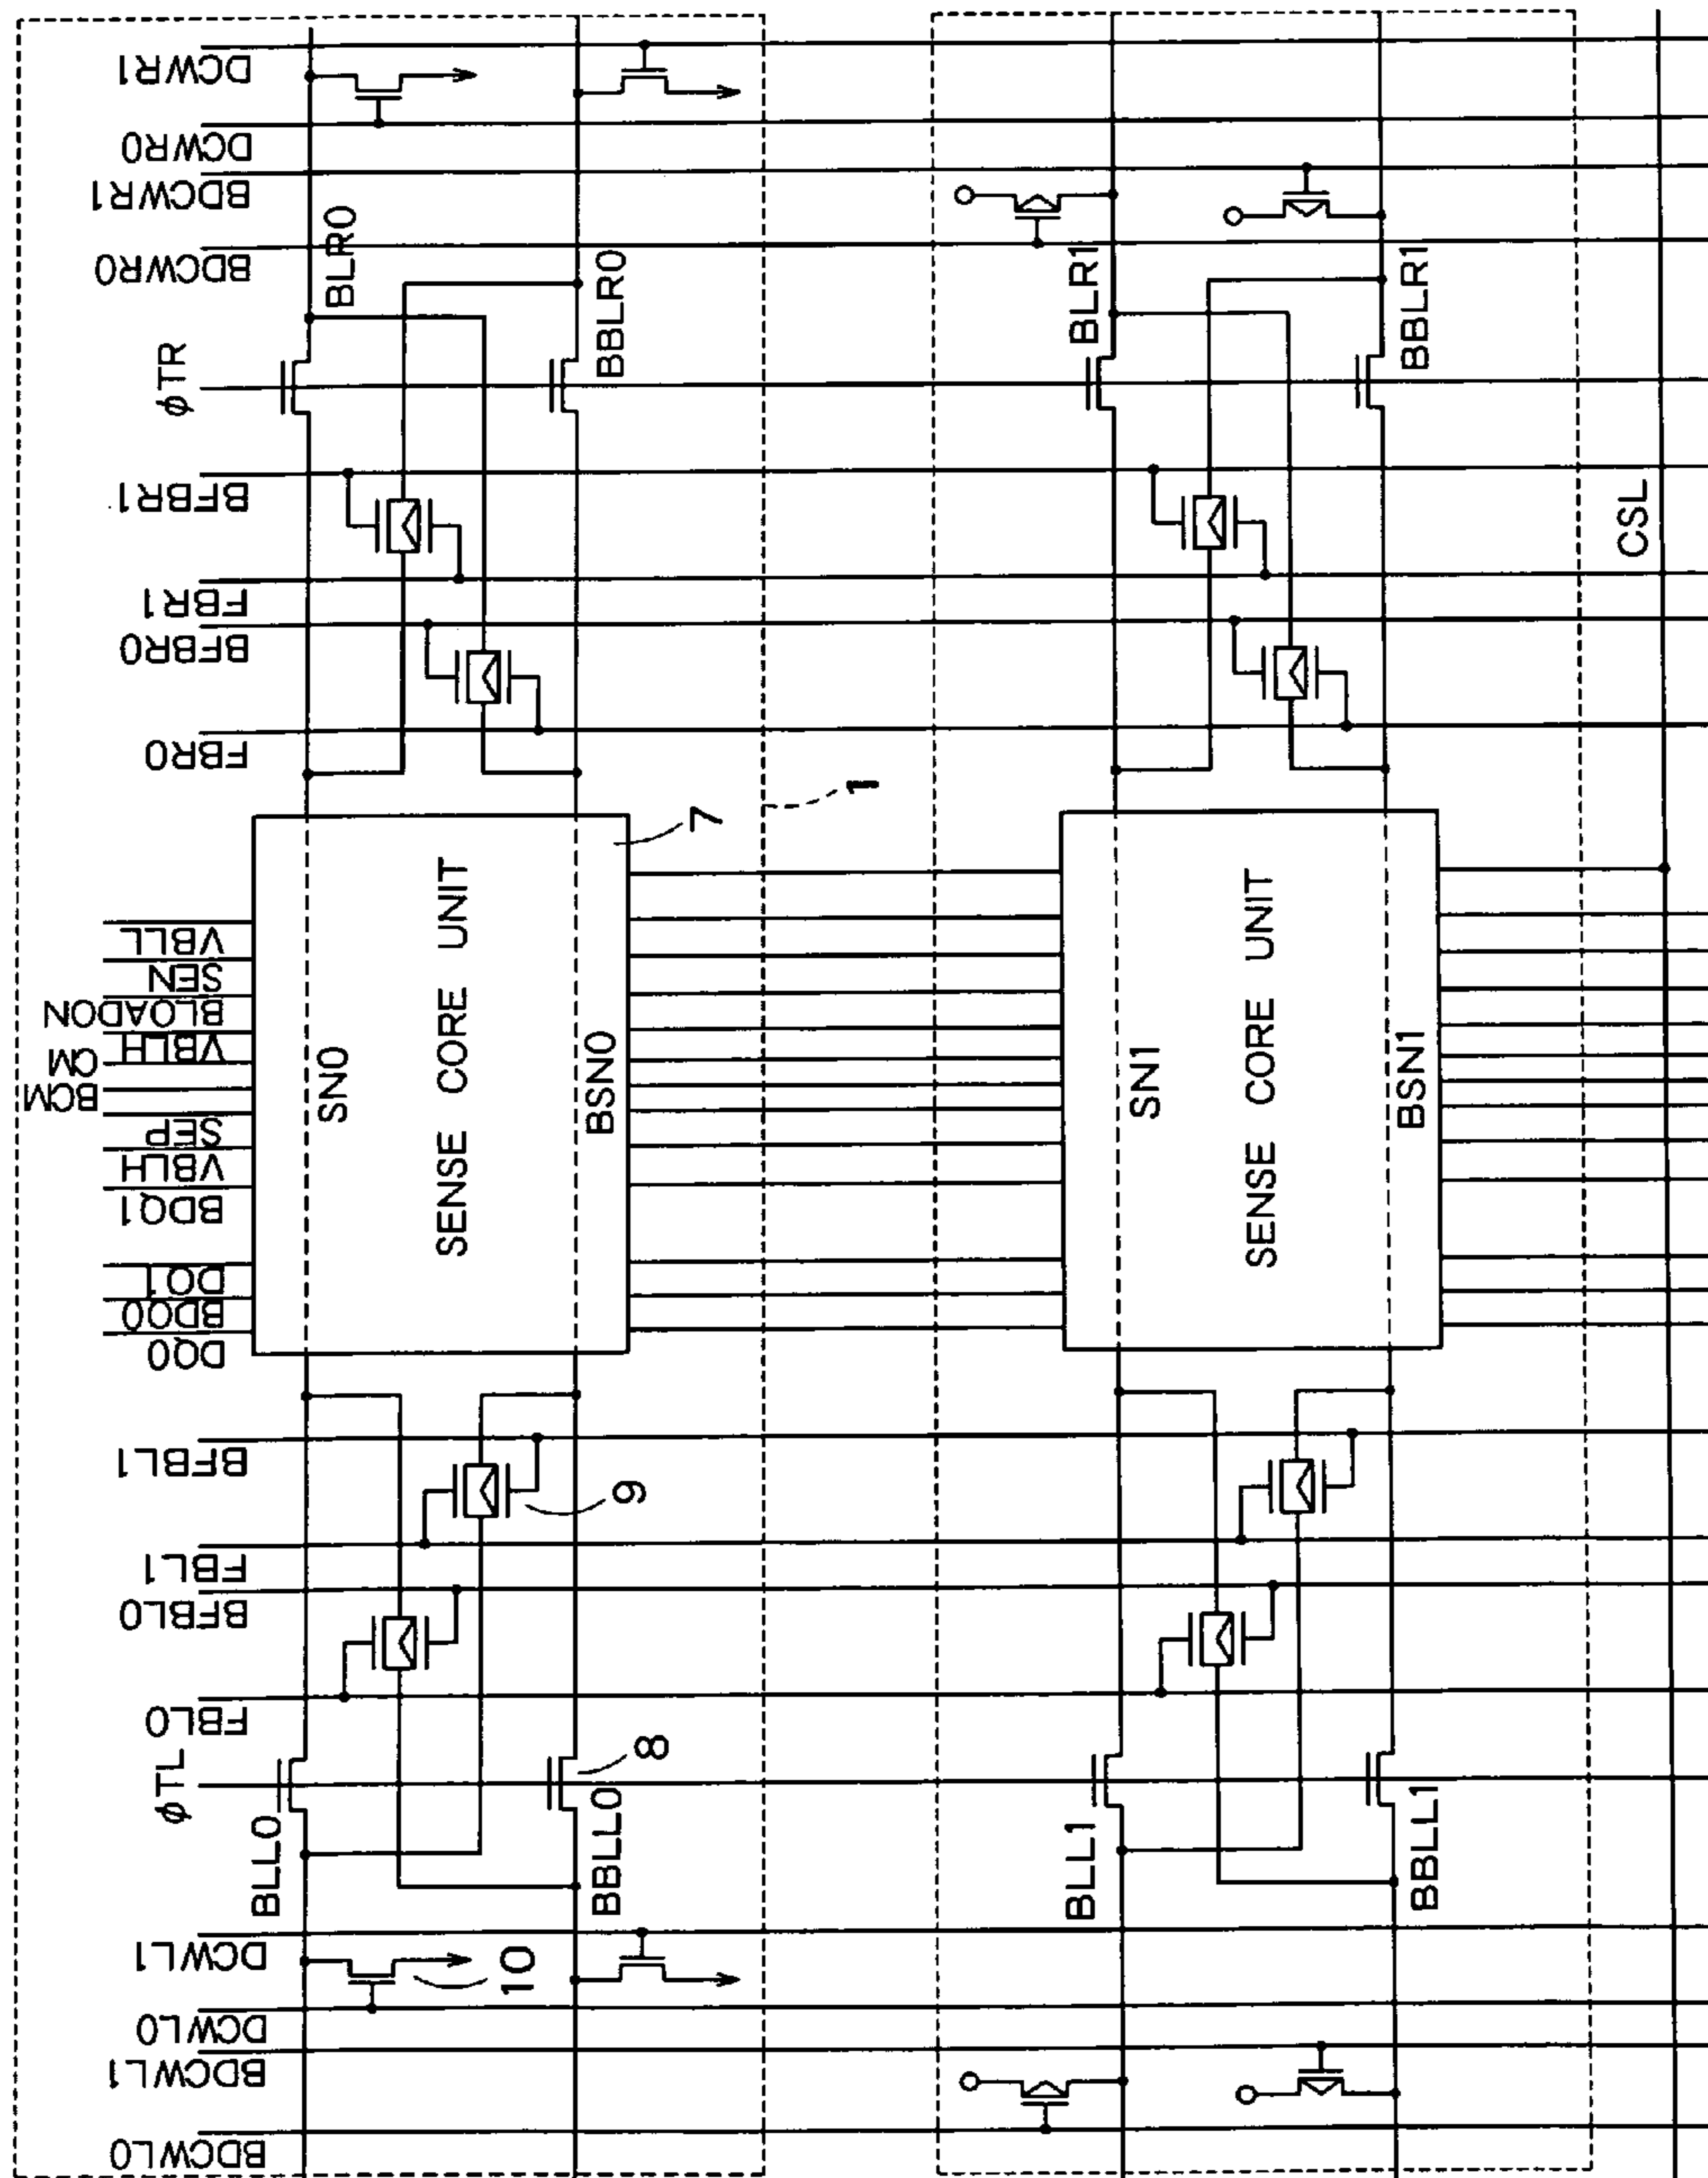 DCWR1
DCWR0
BDCWR1
BDCWR0
BLR0
BBLR0
BLR1
BBLR1
φTR
BFBR1
FBR1
BFBR0
FBR0
CSL
1
7
VBLL
SEN
BLOADON
VBLH
QM
BCM
SEP
VBLH
BDQ1
DQ1
BDQ0
DQ0
SN0
SENSE CORE UNIT
BSN0
SN1
SENSE CORE UNIT
BSN1
BFBL1
9
FBL1
BFBL0
FBL0
φTL
8
BLL0
BBLL0
BLL1
BBLL1
DCWL1
10
DCWL0
BDCWL1
BDCWL0